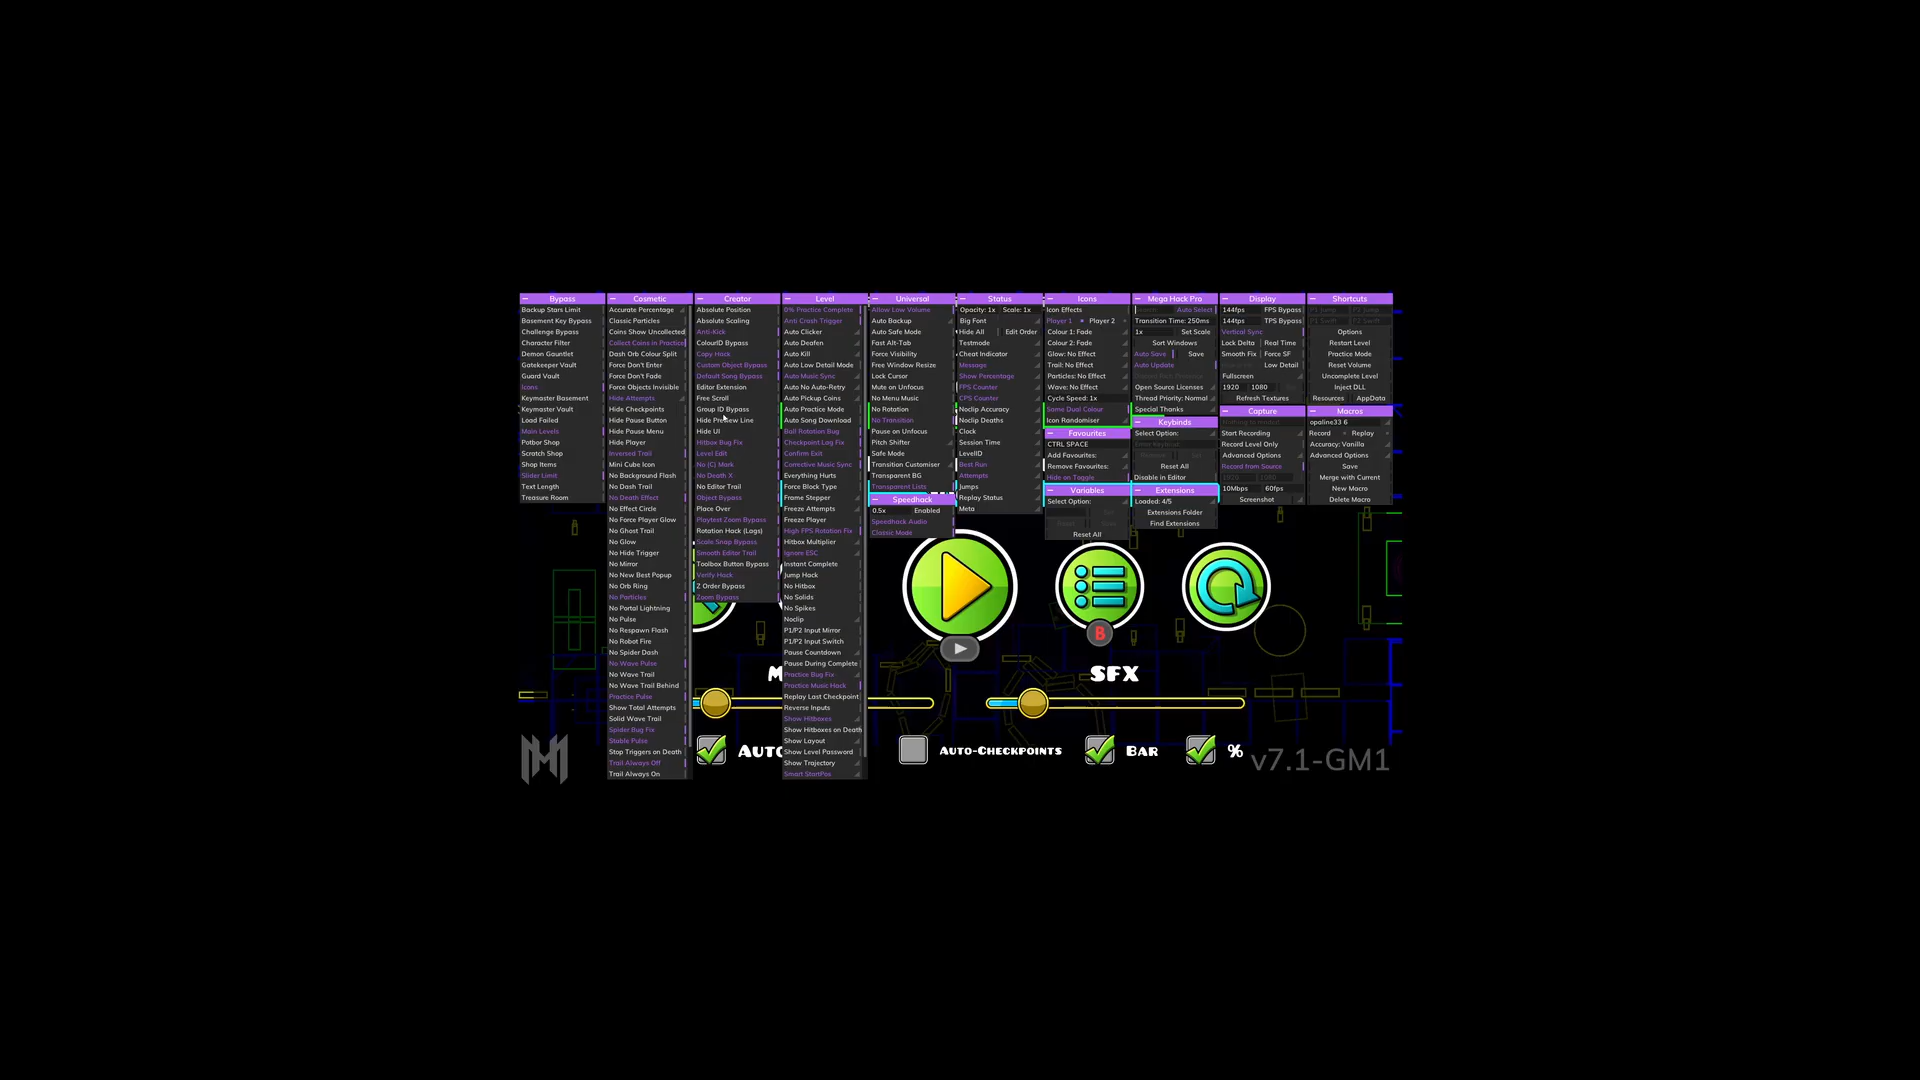 Bypass
Backup Stars Limit
Basement Key Bypass
Challenge Bypass
Character Filter
Demon Gauntlet
Gatekeeper Vault
Guard Vault
Icons
Keymaster Basement
Keymaster Vault
Load Failed
Main Levels
Potbor Shop
Scratch Shop
Shop Items
Slider Limit
Text Length
Treasure Room
Cosmetic
Accurate Percentage
Classic Particles
Coins Show Uncollected
Collect Coins in Practice
Dash Orb Colour Split
Force Don't Enter
Force Don't Fade
Force Objects Invisible
Hide Attempts
Hide Checkpoints
Hide Pause Button
Hide Pause Menu
Hide Player
Inversed Trail
Mini Cube Icon
No Background Flash
No Dash Trail
No Death Effect
No Effect Circle
No Force Player Glow
No Ghost Trail
No Glow
No Hide Trigger
No Mirror
No New Best Popup
No Orb Ring
No Particles
No Portal Lightning
No Pulse
No Respawn Flash
No Robot Fire
No Spider Dash
No Wave Pulse
No Wave Trail
No Wave Trail Behind
Practice Pulse
Show Total Attempts
Solid Wave Trail
Spider Bug Fix
Stable Pulse
Stop Triggers on Death
Trail Always Off
Trail Always On
Creator
Absolute Position
Absolute Scaling
Anti-Kick
ColourID Bypass
Copy Hack
Custom Object Bypass
Default Song Bypass
Editor Extension
Free Scroll
Group ID Bypass
Hide Preview Line
Hide UI
Hitbox Bug Fix
Level Edit
No (C) Mark
No Death X
No Editor Trail
Object Bypass
Place Over
Playtest Zoom Bypass
Rotation Hack (Lags)
Scale Snap Bypass
Smooth Editor Trail
Toolbox Button Bypass
Verify Hack
Z Order Bypass
Zoom Bypass
Level
0% Practice Complete
Anti Crash Trigger
Auto Clicker
Auto Deafen
Auto Kill
Auto Low Detail Mode
Auto Music Sync
Auto No Auto-Retry
Auto Pickup Coins
Auto Practice Mode
Auto Song Download
Ball Rotation Bug
Checkpoint Lag Fix
Confirm Exit
Corrective Music Sync
Everything Hurts
Force Block Type
Frame Stepper
Freeze Attempts
Freeze Player
High FPS Rotation Fix
Hitbox Multiplier
Ignore ESC
Instant Complete
Jump Hack
No Hitbox
No Solids
No Spikes
Noclip
P1/P2 Input Mirror
P1/P2 Input Switch
Pause Countdown
Pause During Complete
Practice Bug Fix
Practice Music Hack
Replay Last Checkpoint
Reverse Inputs
Show Hitboxes
Show Hitboxes on Death
Show Layout
Show Level Password
Show Trajectory
Smart StartPos
Universal
Allow Low Volume
Auto Backup
Auto Safe Mode
Fast Alt-Tab
Force Visibility
Free Window Resize
Lock Cursor
Mute on Unfocus
No Menu Music
No Rotation
No Transition
Pause on Unfocus
Pitch Shifter
Safe Mode
Transition Customiser
Transparent BG
Transparent Lists
Speedhack
0.5x Enabled
Speedhack Audio
Classic Mode
Status
Opacity: 1x Scale: 1x
Big Font
Hide All Edit Order
Testmode
Cheat Indicator
Message
Show Percentage
FPS Counter
CPS Counter
Noclip Accuracy
Noclip Deaths
Clock
Session Time
LevelID
Best Run
Attempts
Jumps
Replay Status
Meta
Icons
Icon Effects
Player 1 Player 2
Colour 1: Fade
Colour 2: Fade
Glow: No Effect
Trail: No Effect
Particles: No Effect
Wave: No Effect
Cycle Speed: 1x
Same Dual Colour
Icon Randomiser
Favourites
CTRL SPACE
Add Favourites:
Remove Favourites:
Hide on Toggle
Variables
Select Option:
Reset All
Mega Hack Pro
Auto Select
Transition Time: 250ms
1x Set Scale
Sort Windows
Auto Save Save
Auto Update
Open Source Licenses
Thread Priority: Normal
Special Thanks
Keybinds
Select Option:
Reset All
Disable in Editor
Extensions
Loaded: 4/5
Extensions Folder
Find Extensions
Display
144fps FPS Bypass
144tps TPS Bypass
Vertical Sync
Lock Delta Real Time
Smooth Fix Force SF
Low Detail
Fullscreen
1920 1080
Refresh Textures
Capture
Start Recording
Record Level Only
Advanced Options
Record from Source
1920 1080
10Mbps 60fps
Screenshot
Shortcuts
P1 Jump P2 Jump
Options
Restart Level
Practice Mode
Reset Volume
Uncomplete Level
Inject DLL
Resources AppData
Macros
opaline33 6
Record Replay
Accuracy: Vanilla
Advanced Options
Save
Merge with Current
New Macro
Delete Macro
B
SFX
Auto-Checkpoints
Bar
%
v7.1-GM1